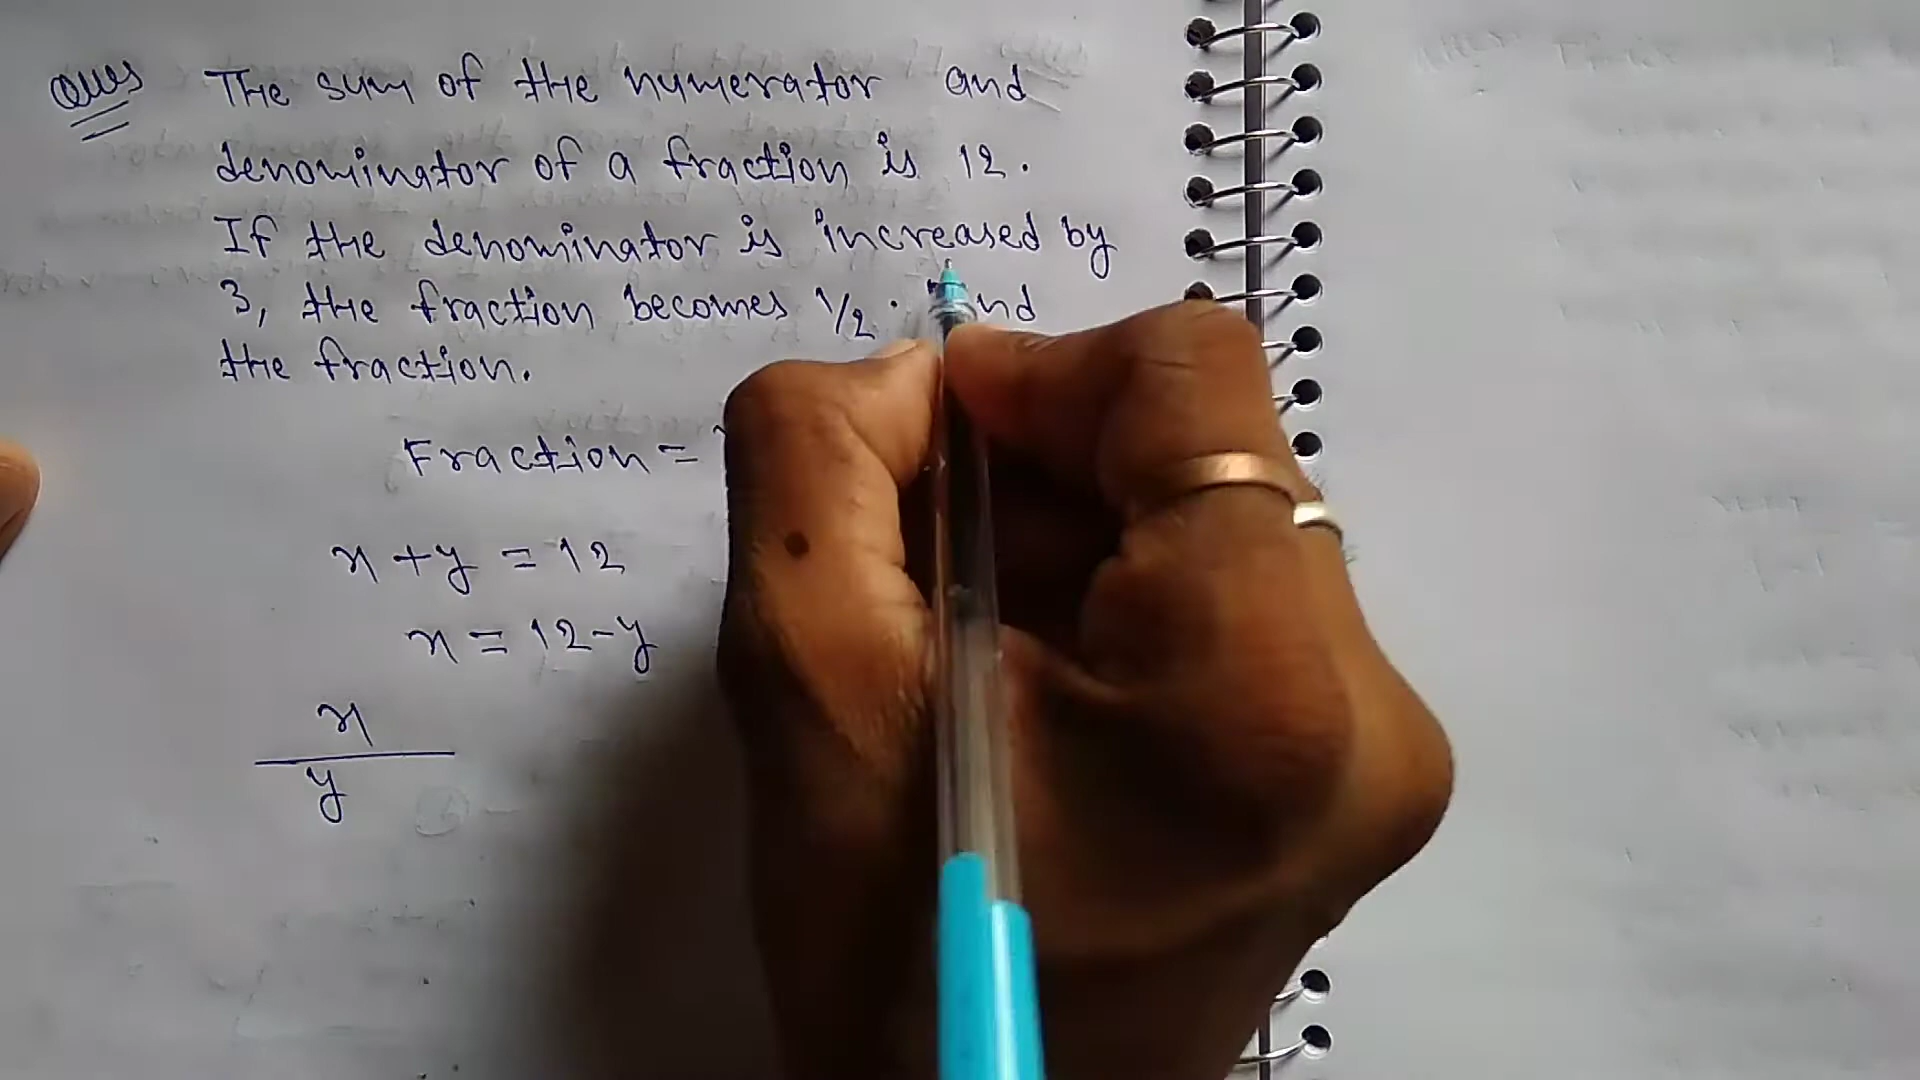 Ques The sum of the numerator and
denominator of a fraction is 12.
If the denominator is increased by
3, the fraction becomes 1/2. 
the fraction.
Fraction =
x + y = 12
x = 12 - y
x
y